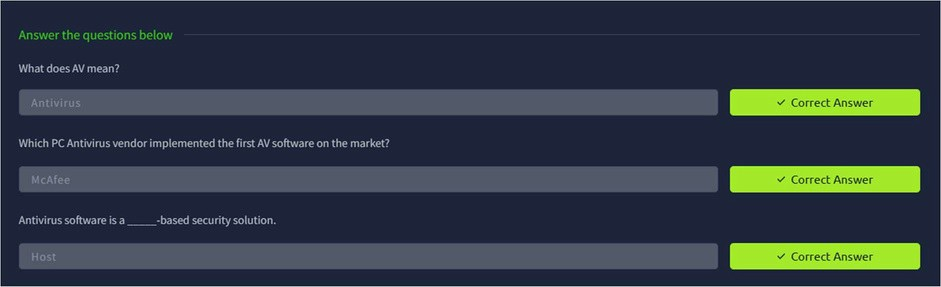 Answer the questions below
What does AV mean?
Antivirus
✓ Correct Answer
Which PC Antivirus vendor implemented the first AV software on the market?
McAfee
✓ Correct Answer
Antivirus software is a _____-based security solution.
Host
✓ Correct Answer